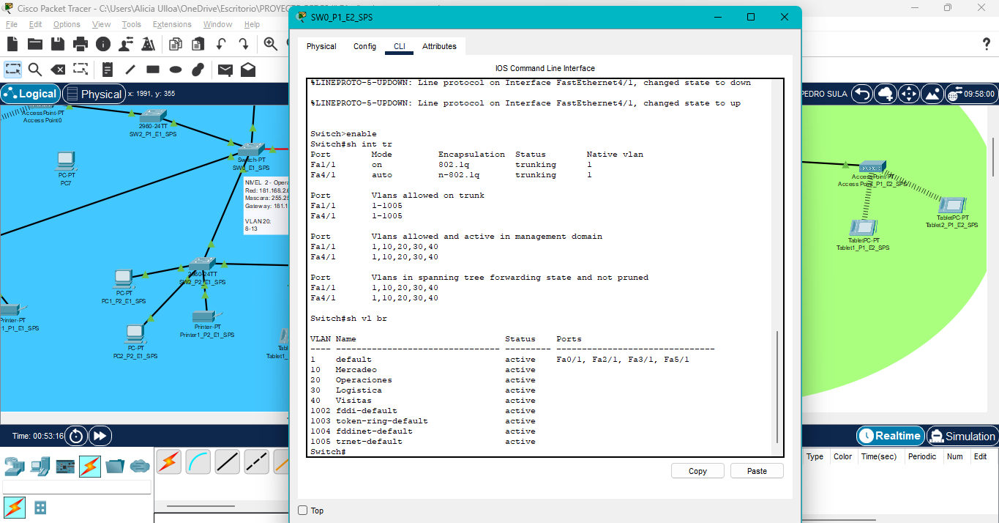 Cisco Packet Tracer - C:\Users\Alicia Ulloa\OneDrive\Escritorio\PROYEC
File Edit Options View Tools Extensions Window Help
Logical
Physical
x: 1991, y: 355
PEDRO SULA
09:58:00
AccessPoint-PT
Access Point0
2960-24TT
SW2_P1_E1_SPS
PC-PT
PC7
Switch-PT
SW0_E1_SPS
NIVEL 2 - Opera
Red: 181.168.2.6
Mascara: 255.25
Gateway: 181.1
VLAN 20:
8-13
2960-24TT
SW2_P2_E1_SPS
PC-PT
PC1_P2_E1_SPS
Printer-PT
1_P1_E1_SPS
Printer-PT
Printer1_P2_E1_SPS
PC-PT
PC2_P2_E1_SPS
Tabl
Tablet1_
SW0_P1_E2_SPS
Physical Config CLI Attributes
IOS Command Line Interface
%LINEPROTO-5-UPDOWN: Line protocol on Interface FastEthernet4/1, changed state to down
%LINEPROTO-5-UPDOWN: Line protocol on Interface FastEthernet4/1, changed state to up
Switch>enable
Switch#sh int tr
Port Mode Encapsulation Status Native vlan
Fa1/1 on 802.1q trunking 1
Fa4/1 auto n-802.1q trunking 1
Port Vlans allowed on trunk
Fa1/1 1-1005
Fa4/1 1-1005
Port Vlans allowed and active in management domain
Fa1/1 1,10,20,30,40
Fa4/1 1,10,20,30,40
Port Vlans in spanning tree forwarding state and not pruned
Fa1/1 1,10,20,30,40
Fa4/1 1,10,20,30,40
Switch#sh vl br
VLAN Name Status Ports
---- -------------------------------- --------- -------------------------------
1 default active Fa0/1, Fa2/1, Fa3/1, Fa5/1
10 Mercadeo active
20 Operaciones active
30 Logistica active
40 Visitas active
1002 fddi-default active
1003 token-ring-default active
1004 fddinet-default active
1005 trnet-default active
Switch#
Copy Paste
Top
AccessPoint-PT
Access Point_P1_E2_SPS
TabletPC-PT
Tablet2_P1_E2_SPS
TabletPC-PT
Tablet1_P1_E2_SPS
Time: 00:53:16
Realtime
Simulation
Type Color Time(sec) Periodic Num Edit